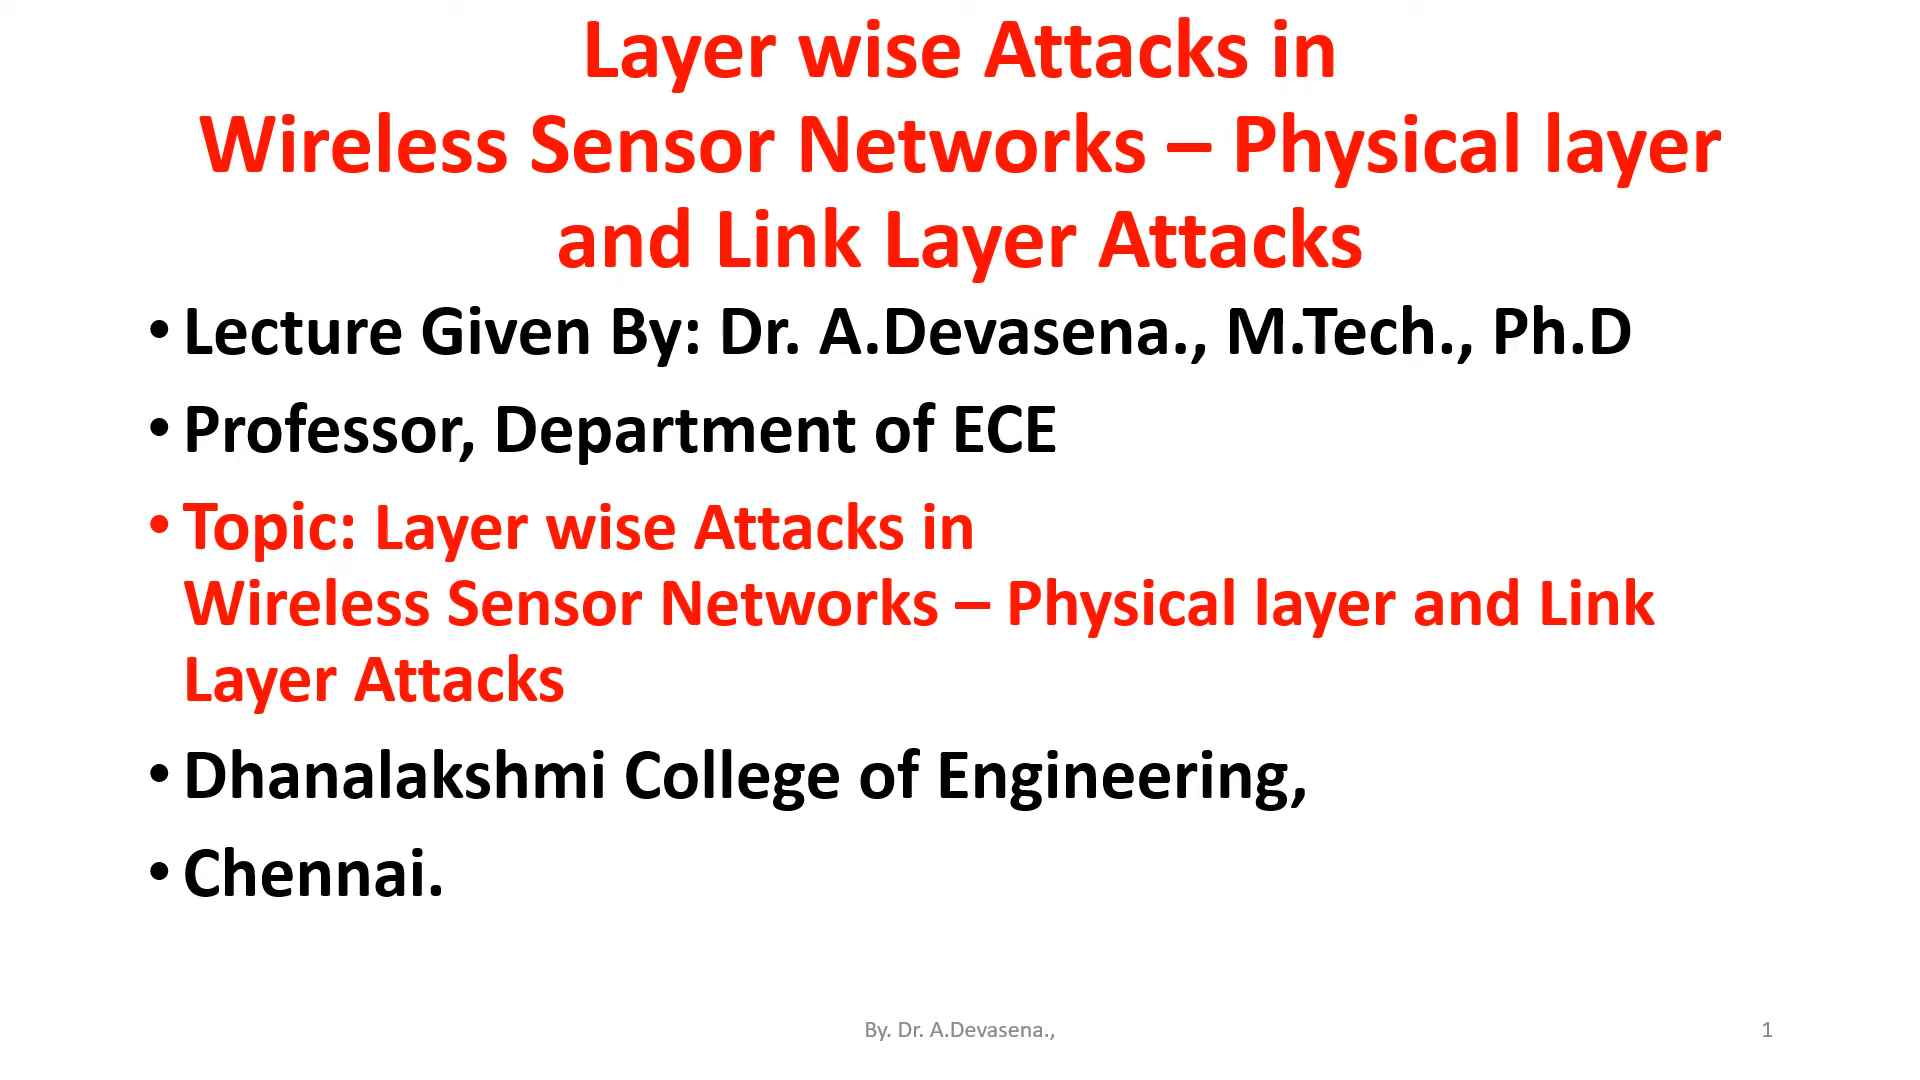 Layer wise Attacks in
Wireless Sensor Networks – Physical layer
and Link Layer Attacks
• Lecture Given By: Dr. A.Devasena., M.Tech., Ph.D
• Professor, Department of ECE
• Topic: Layer wise Attacks in
Wireless Sensor Networks – Physical layer and Link
Layer Attacks
• Dhanalakshmi College of Engineering,
• Chennai.
By. Dr. A.Devasena.,
1